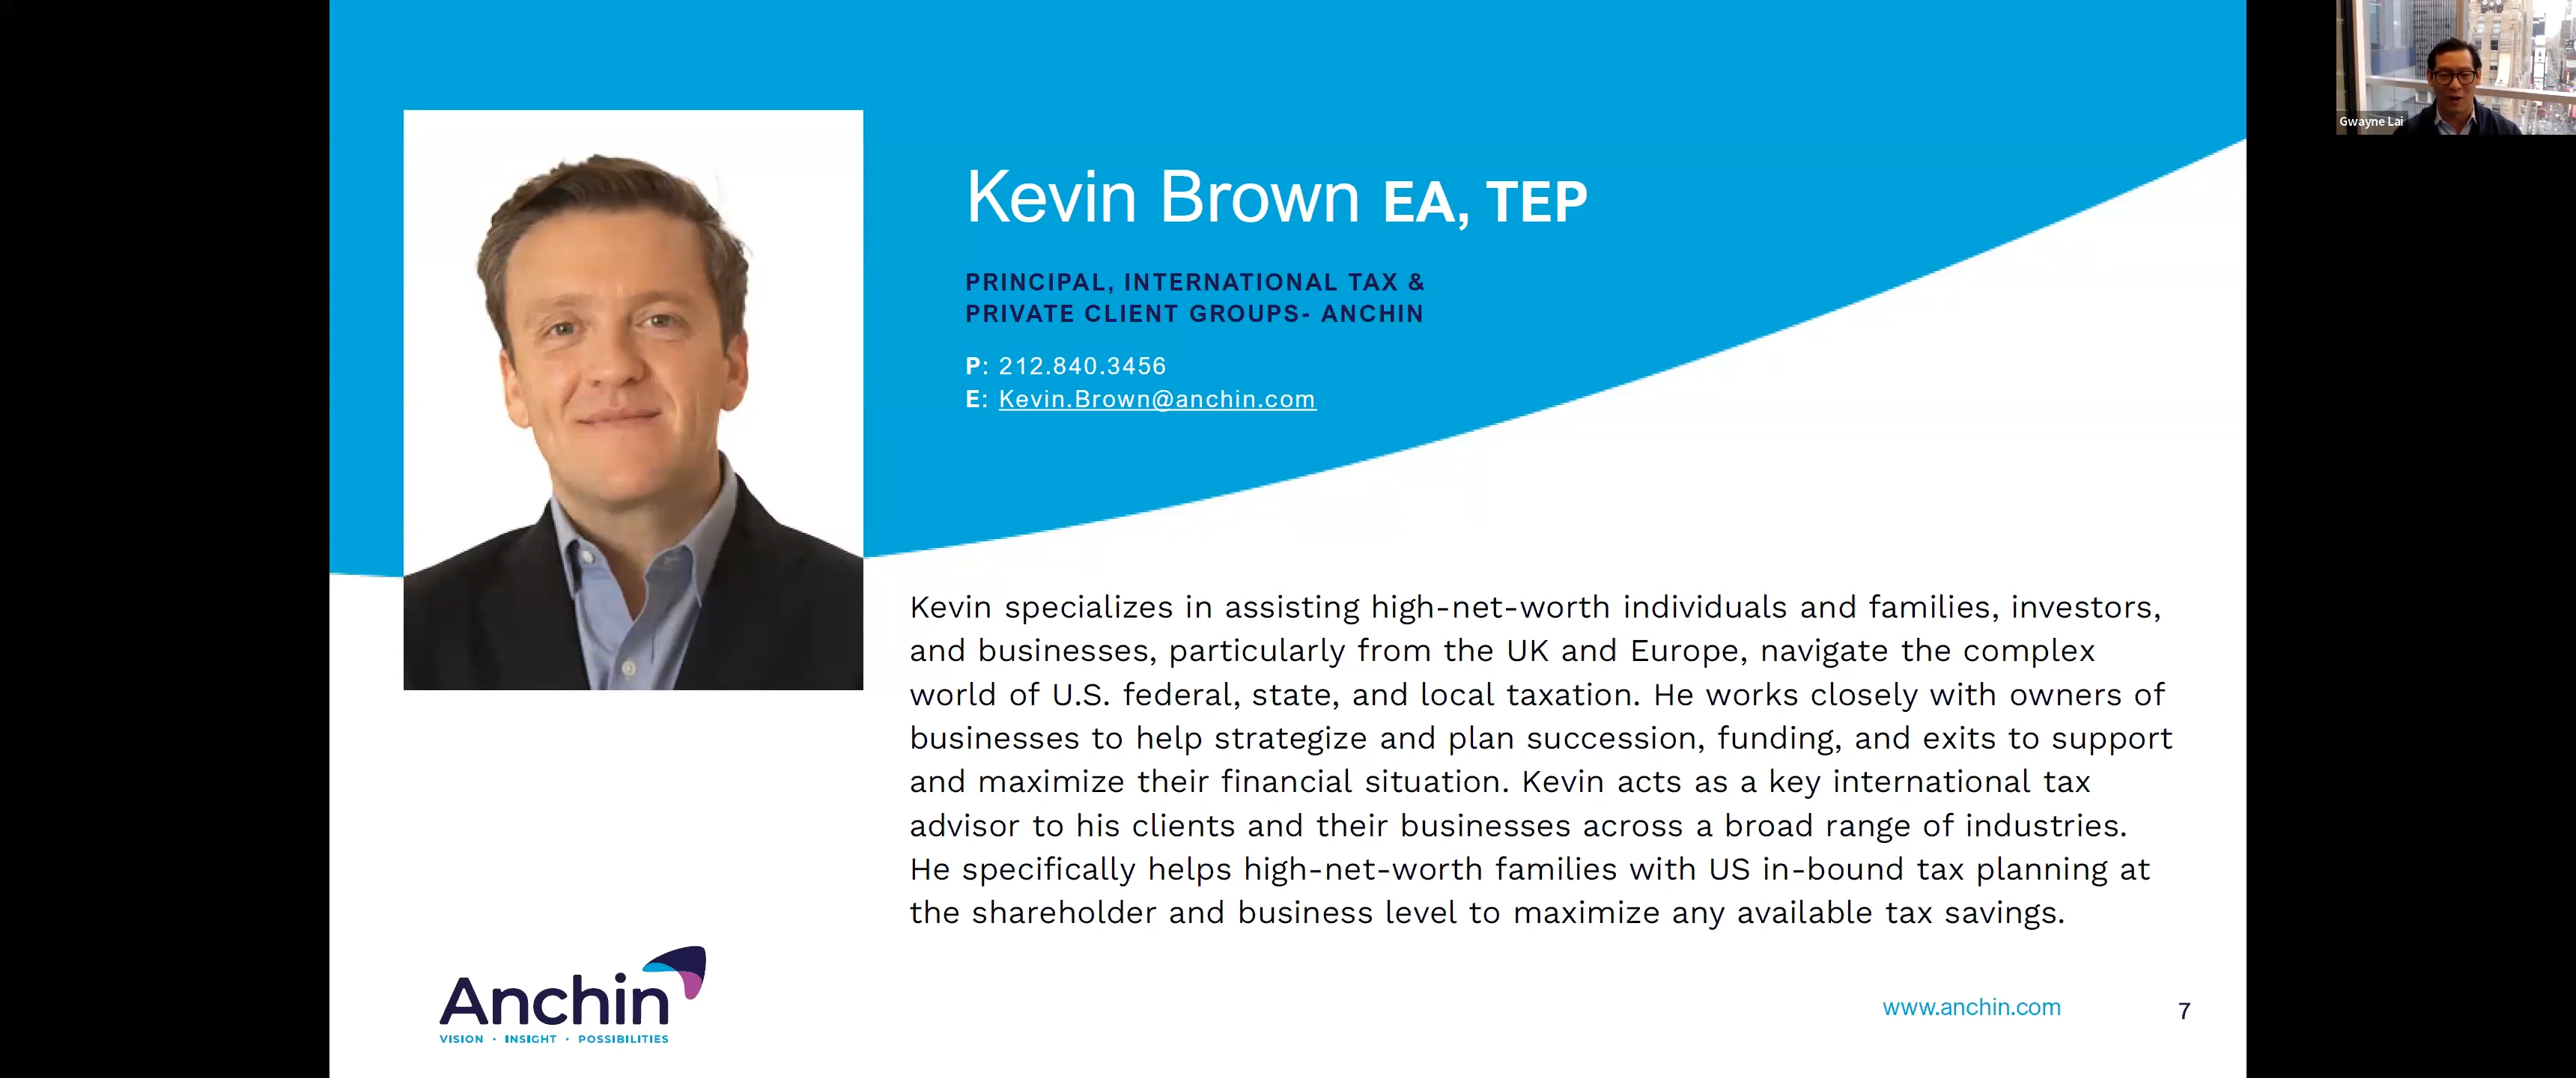 Gwayne Lai
Kevin Brown EA, TEP
PRINCIPAL, INTERNATIONAL TAX &
PRIVATE CLIENT GROUPS- ANCHIN
P: 212.840.3456
E: Kevin.Brown@anchin.com
Kevin specializes in assisting high-net-worth individuals and families, investors,
and businesses, particularly from the UK and Europe, navigate the complex
world of U.S. federal, state, and local taxation. He works closely with owners of
businesses to help strategize and plan succession, funding, and exits to support
and maximize their financial situation. Kevin acts as a key international tax
advisor to his clients and their businesses across a broad range of industries.
He specifically helps high-net-worth families with US in-bound tax planning at
the shareholder and business level to maximize any available tax savings.
Anchin
VISION · INSIGHT · POSSIBILITIES
www.anchin.com
7